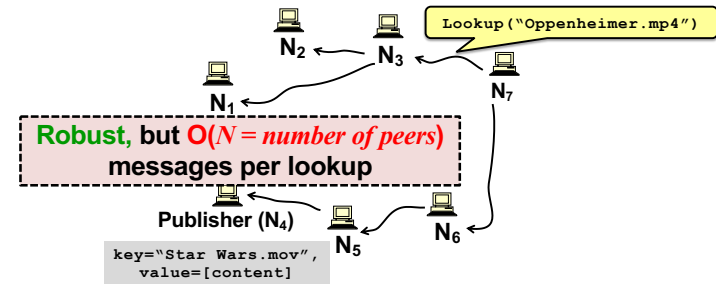 Lookup(“Oppenheimer.mp4”)
N2
N3
N7
N1
Robust, but O(N = number of peers)
messages per lookup
Publisher (N4)
N5
N6
key=“Star Wars.mov”,
value=[content]